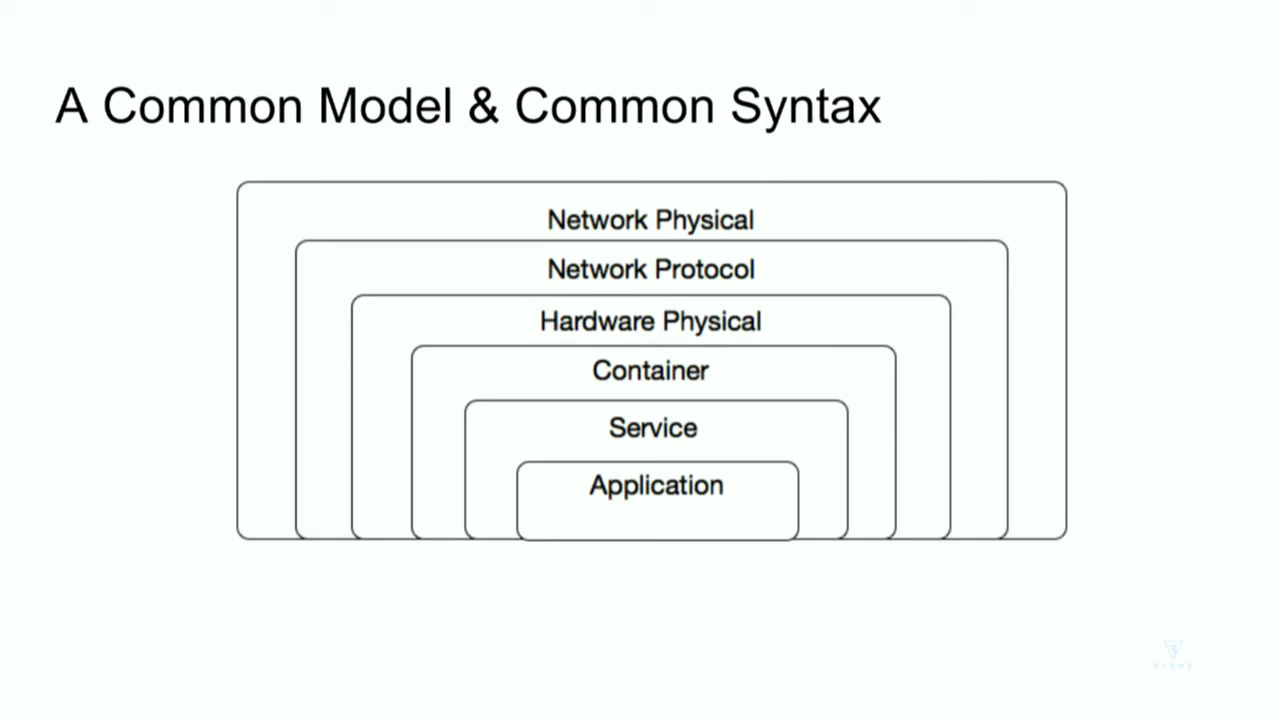 A Common Model & Common Syntax
Network Physical
Network Protocol
Hardware Physical
Container
Service
Application